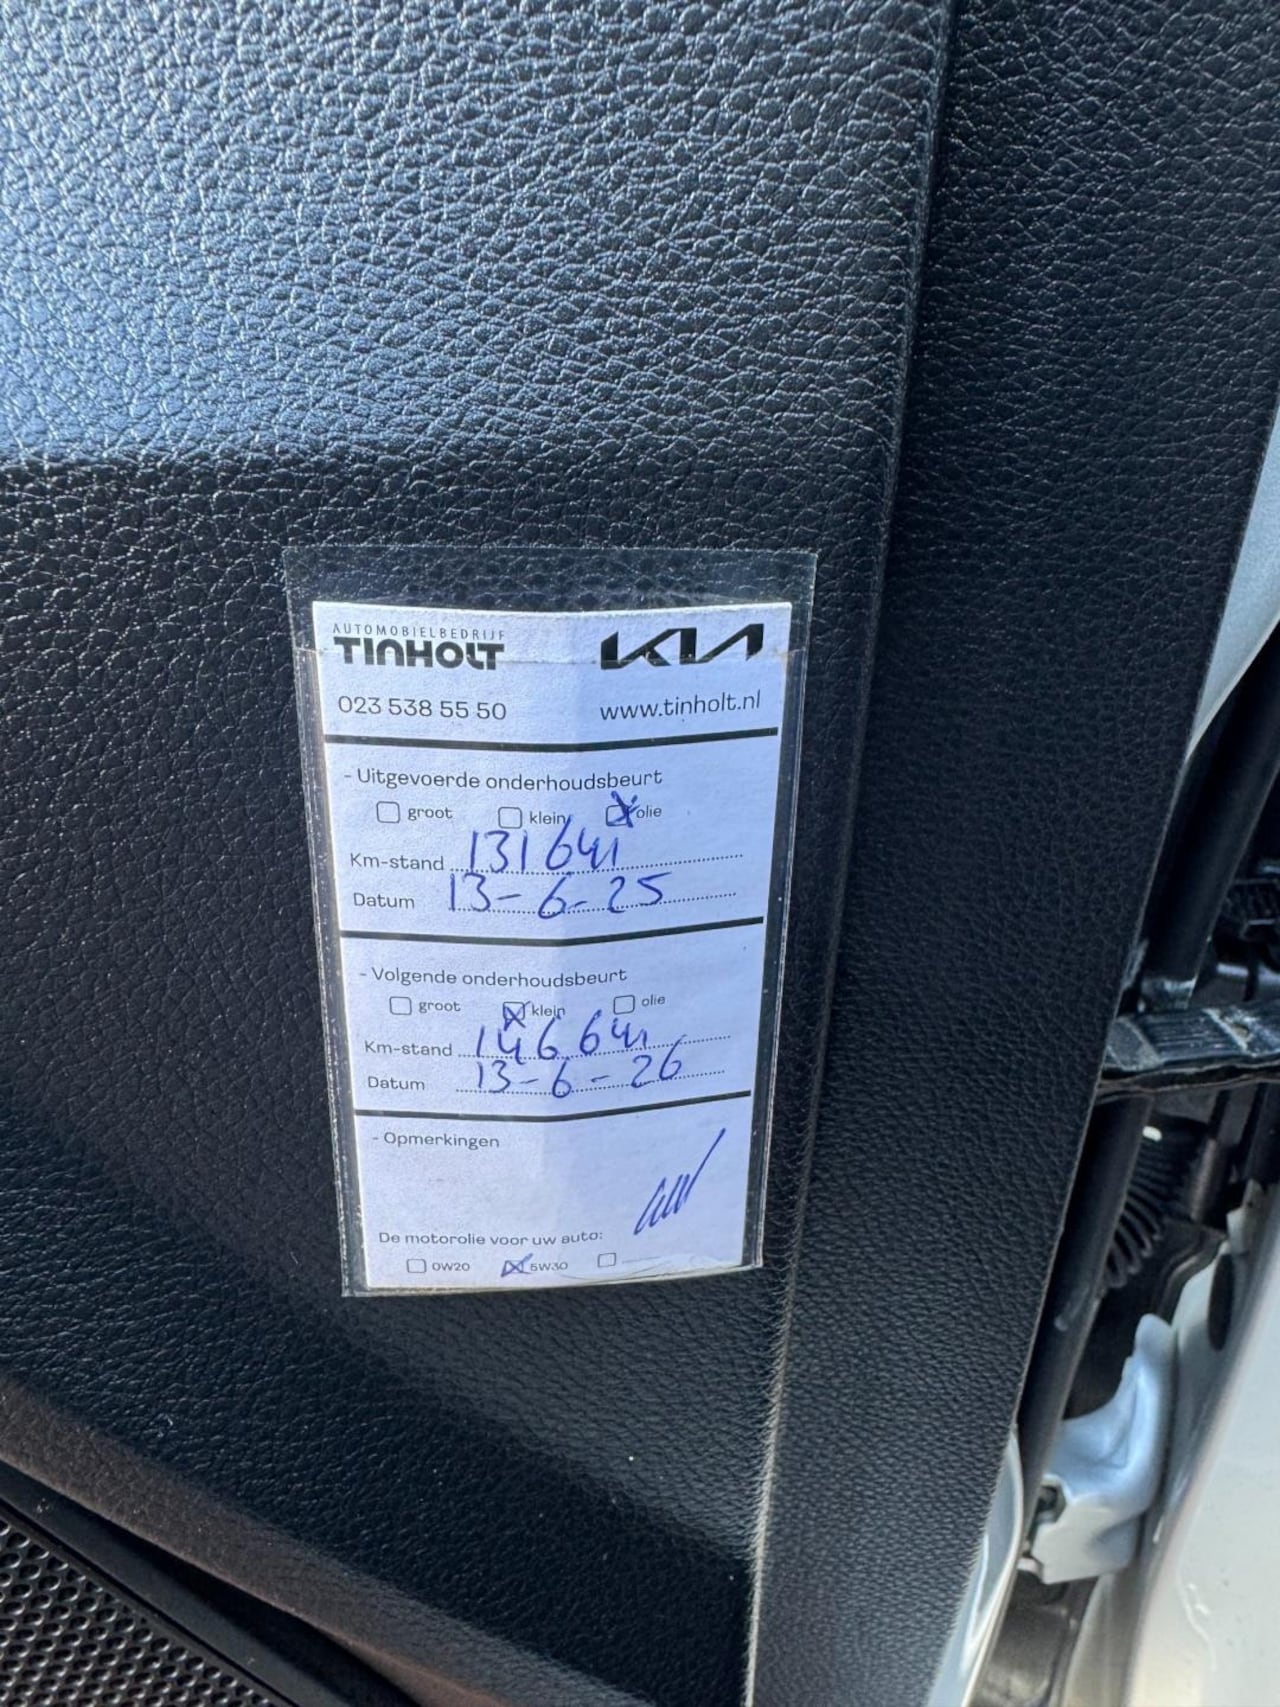 AUTOMOBIELBEDRIJF
TINHOLT KIA
023 538 55 50 www.tinholt.nl
- Uitgevoerde onderhoudsbeurt
groot klein olie
Km-stand 131641
Datum 13-6-25
- Volgende onderhoudsbeurt
groot klein olie
Km-stand 146.641
Datum 13-6-26
- Opmerkingen
De motorolie voor uw auto:
0W20 5W30